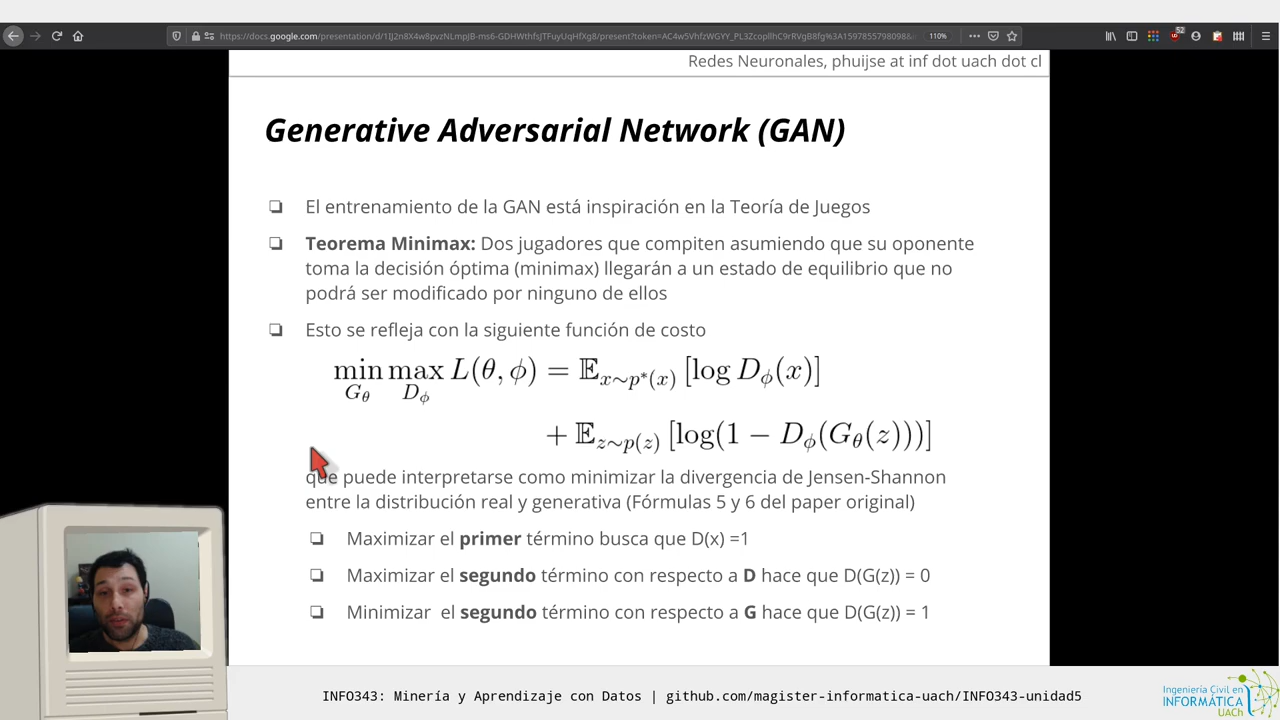 Redes Neuronales, phuijse at inf dot uach dot cl
Generative Adversarial Network (GAN)
❏ El entrenamiento de la GAN está inspiración en la Teoría de Juegos
❏ Teorema Minimax: Dos jugadores que compiten asumiendo que su oponente
toma la decisión óptima (minimax) llegarán a un estado de equilibrio que no
podrá ser modificado por ninguno de ellos
❏ Esto se refleja con la siguiente función de costo
min_{G_θ} max_{D_ϕ} L(θ, ϕ) = 𝔼_{x∼p*(x)} [log D_ϕ(x)]
+ 𝔼_{z∼p(z)} [log(1 − D_ϕ(G_θ(z)))]
que puede interpretarse como minimizar la divergencia de Jensen-Shannon
entre la distribución real y generativa (Fórmulas 5 y 6 del paper original)
❏ Maximizar el primer término busca que D(x) =1
❏ Maximizar el segundo término con respecto a D hace que D(G(z)) = 0
❏ Minimizar el segundo término con respecto a G hace que D(G(z)) = 1
110%
52
INFO343: Minería y Aprendizaje con Datos | github.com/magister-informatica-uach/INFO343-unidad5
Ingeniería Civil en
INFORMÁTICA
UACh